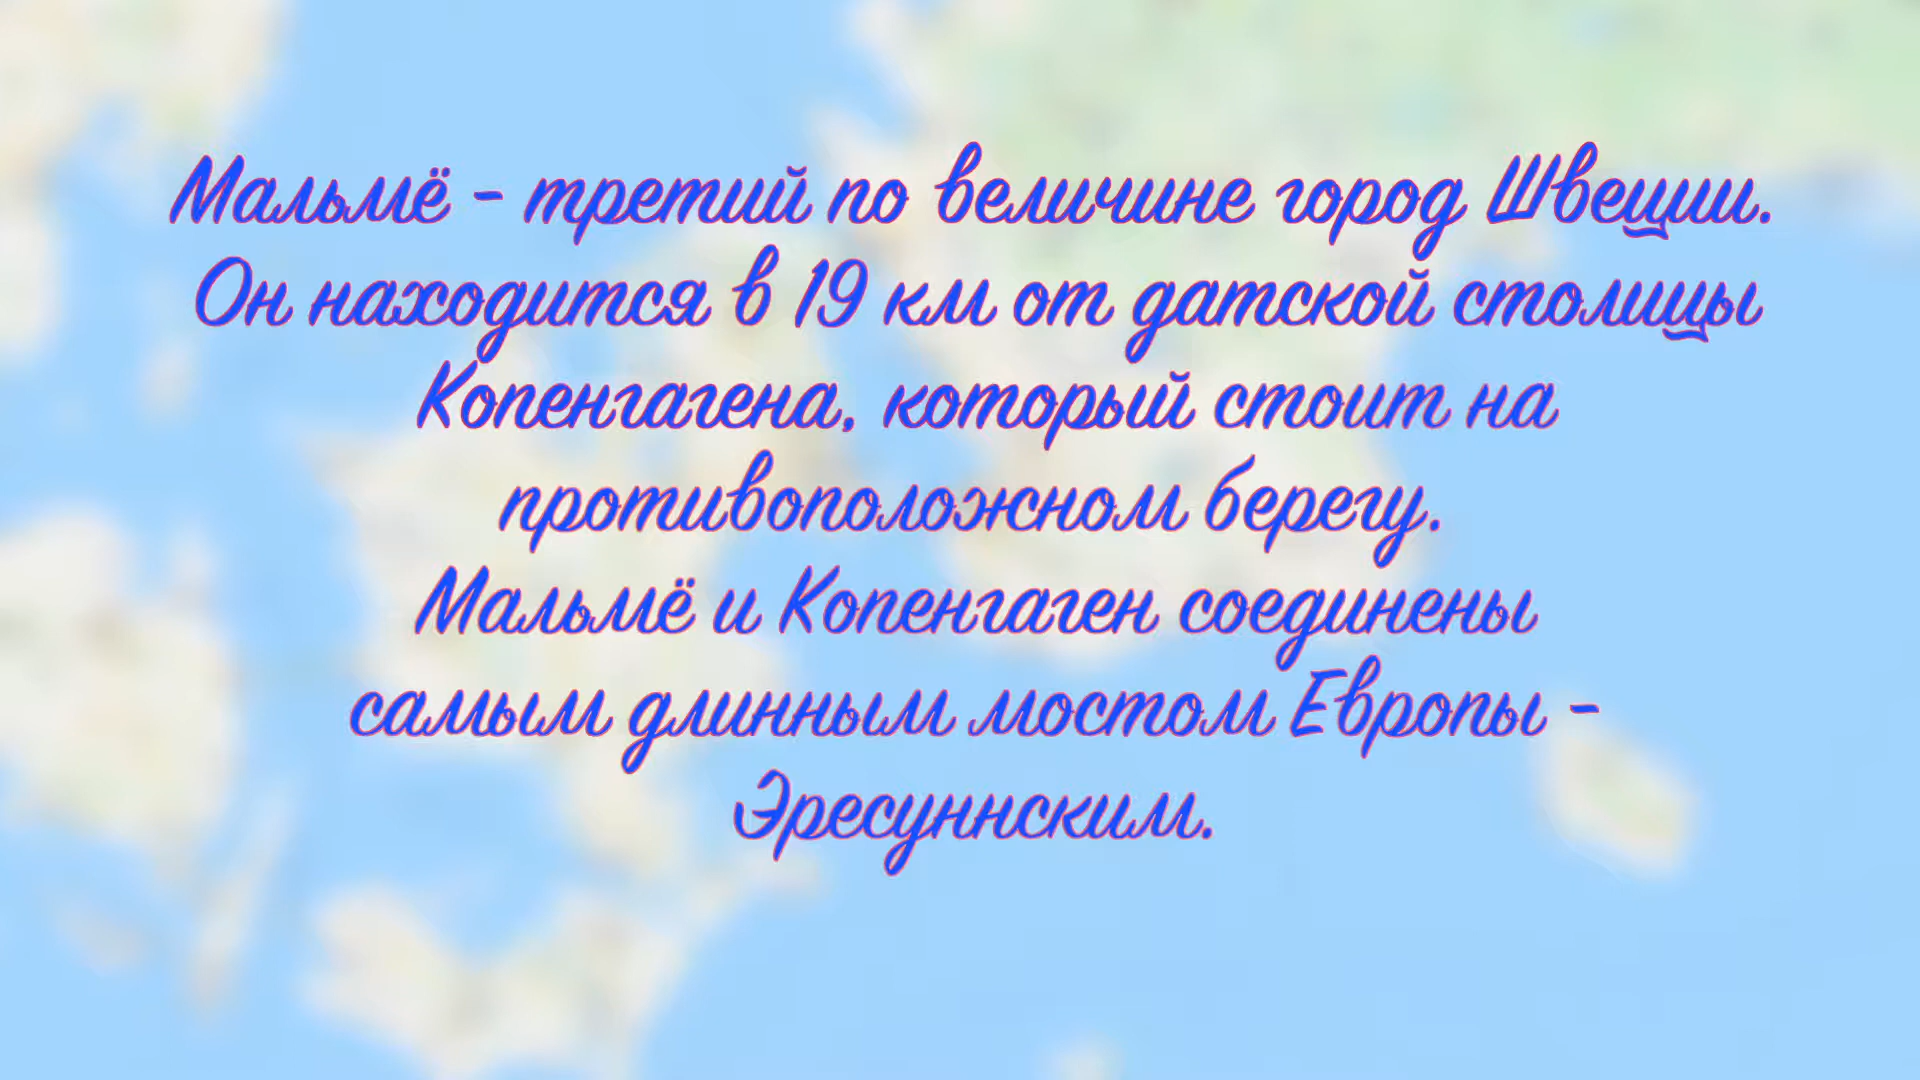 Мальмё - третий по величине город Швеции.
Он находится в 19 км от датской столицы
Копенгагена, который стоит на
противоположном берегу.
Мальмё и Копенгаген соединены
самым длинным мостом Европы -
Эресуннским.